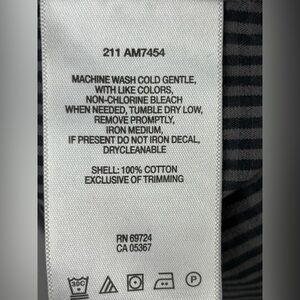 211 AM7454
MACHINE WASH COLD GENTLE,
WITH LIKE COLORS,
NON-CHLORINE BLEACH
WHEN NEEDED, TUMBLE DRY LOW,
REMOVE PROMPTLY,
IRON MEDIUM,
IF PRESENT DO NOT IRON DECAL,
DRYCLEANABLE
SHELL: 100% COTTON
EXCLUSIVE OF TRIMMING
RN 69724
CA 05367
30C P